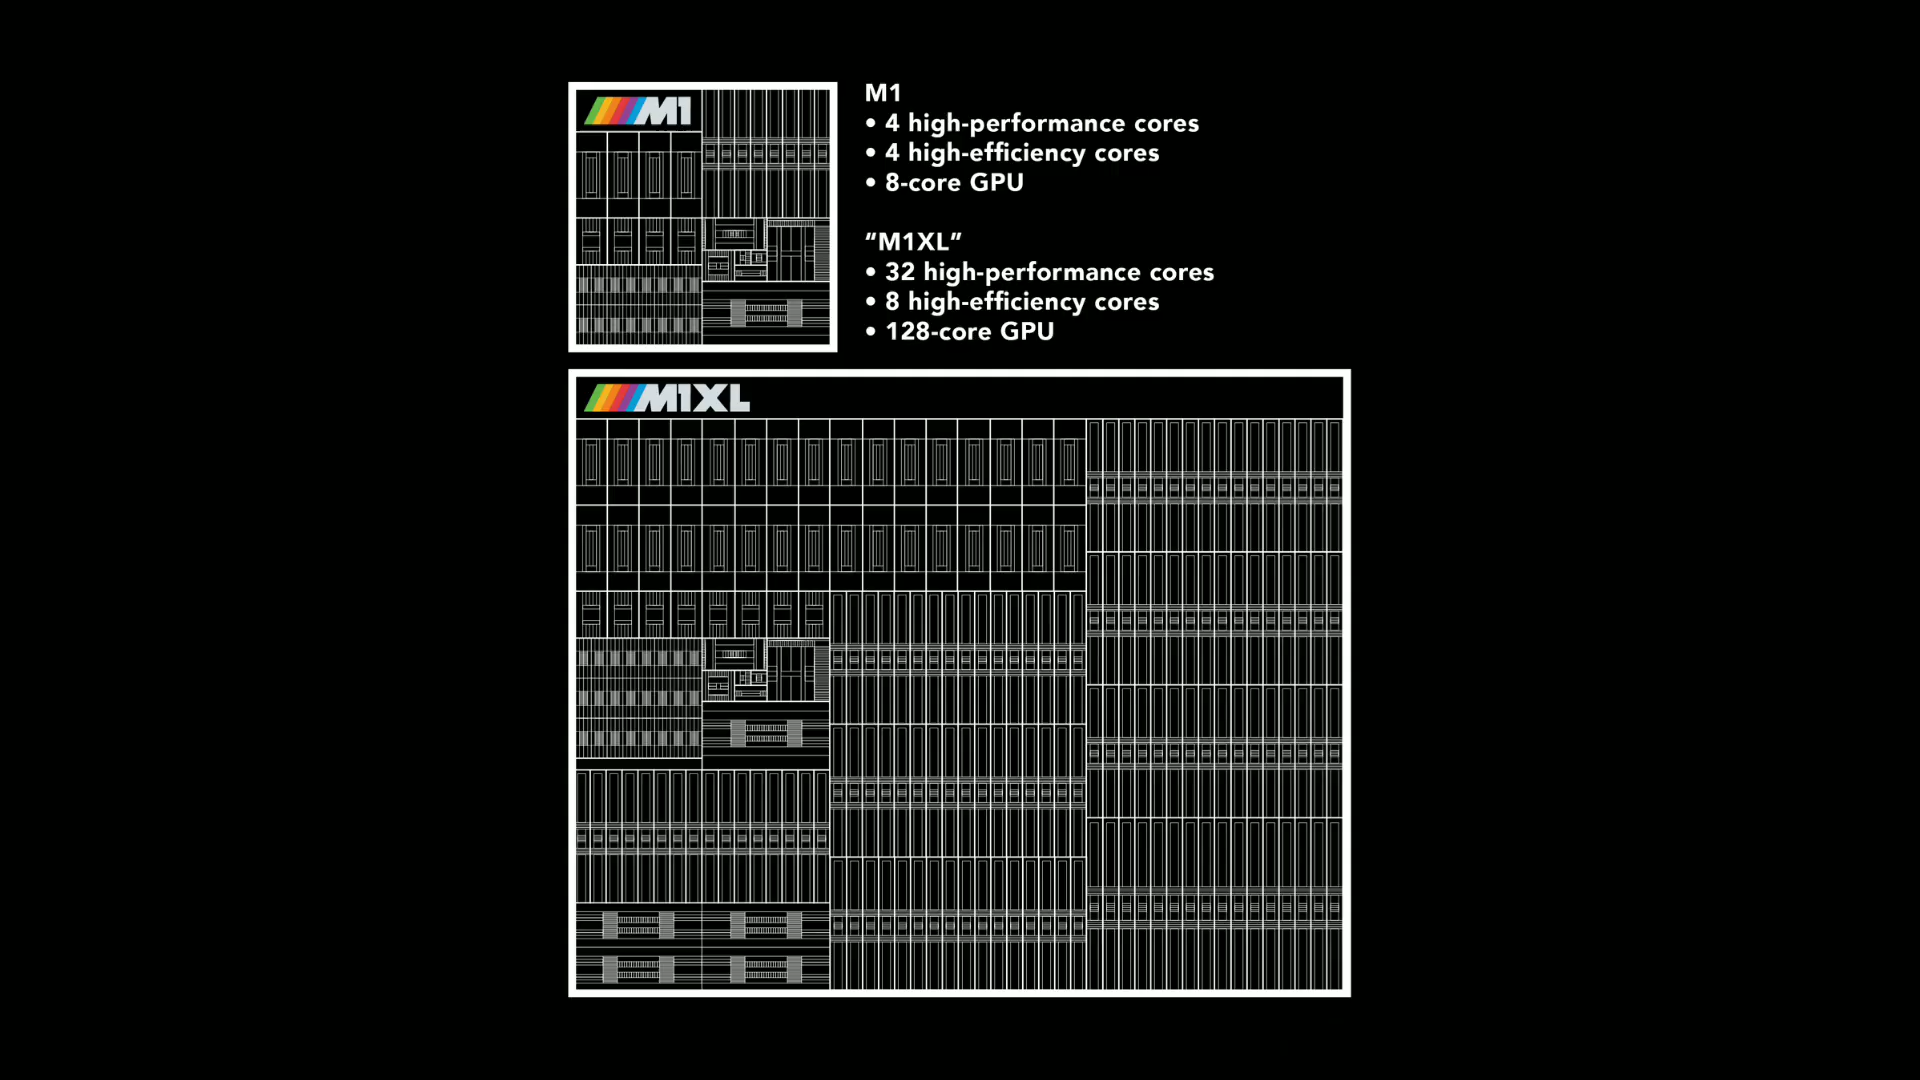 M1
M1
• 4 high-performance cores
• 4 high-efficiency cores
• 8-core GPU
“M1XL”
• 32 high-performance cores
• 8 high-efficiency cores
• 128-core GPU
M1XL